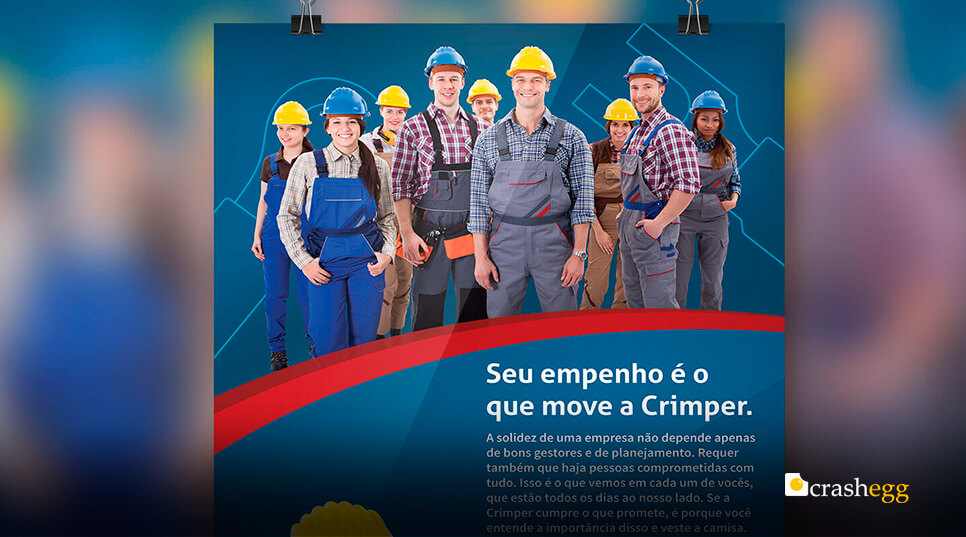 Seu empenho é o
que move a Crimper.
A solidez de uma empresa não depende apenas
de bons gestores e de planejamento. Requer
também que haja pessoas comprometidas com
tudo. Isso é o que vemos em cada um de vocês,
que estão todos os dias ao nosso lado. Se a
Crimper cumpre o que promete, é porque você
entende a importância disso e veste a camisa.
crashegg